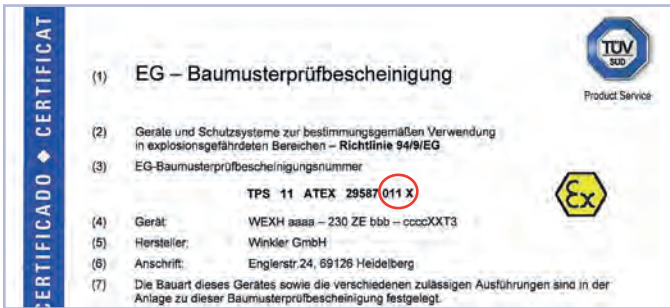 CERTIFICADO ◆ CERTIFICAT
TÜV
SÜD
Product Service
(1) EG – Baumusterprüfbescheinigung
(2) Geräte und Schutzsysteme zur bestimmungsgemäßen Verwendung
in explosionsgefährdeten Bereichen – Richtlinie 94/9/EG
(3) EG-Baumusterprüfbescheinigungsnummer
TPS 11 ATEX 29587 011 X
εx
(4) Gerät: WEXH aaaa – 230 ZE bbb – ccccXXT3
(5) Hersteller: Winkler GmbH
(6) Anschrift: Englerstr.24, 69126 Heidelberg
(7) Die Bauart dieses Gerätes sowie die verschiedenen zulässigen Ausführungen sind in der
Anlage zu dieser Baumusterprüfbescheinigung festgelegt.